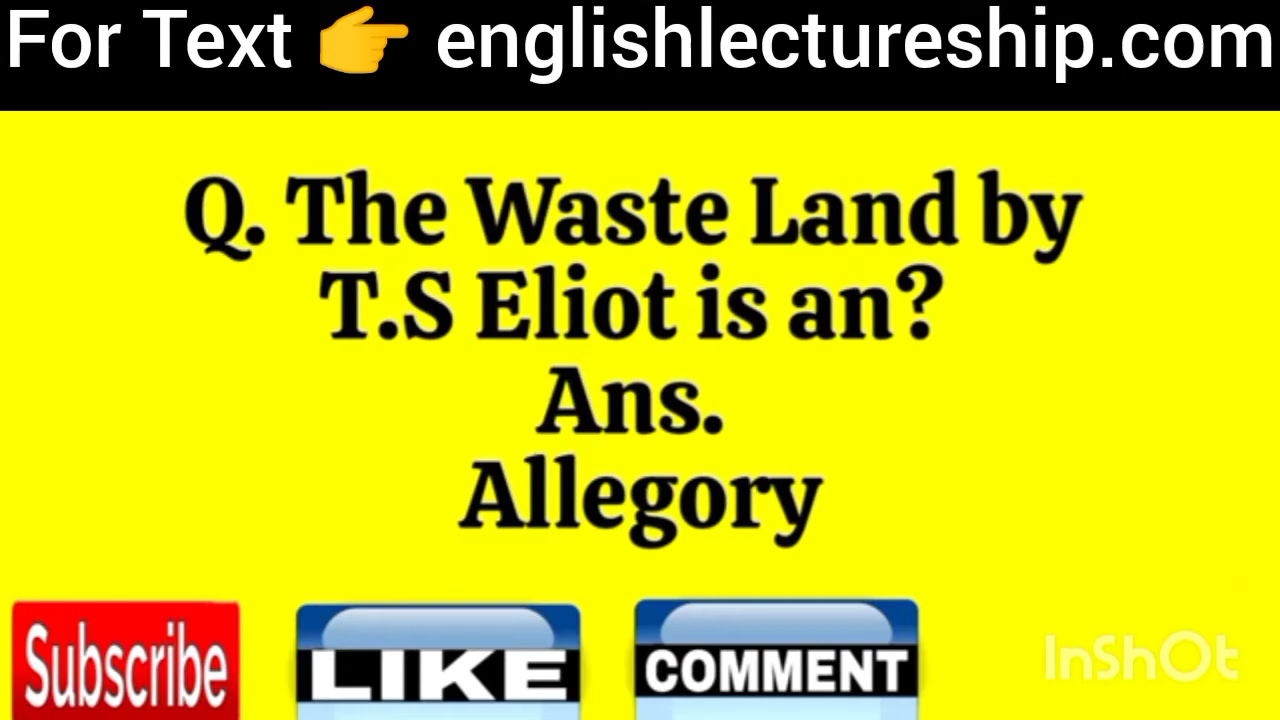 For Text 👉 englishlectureship.com
Q. The Waste Land by
T.S Eliot is an?
Ans.
Allegory
Subscribe
LIKE
COMMENT
InShOt